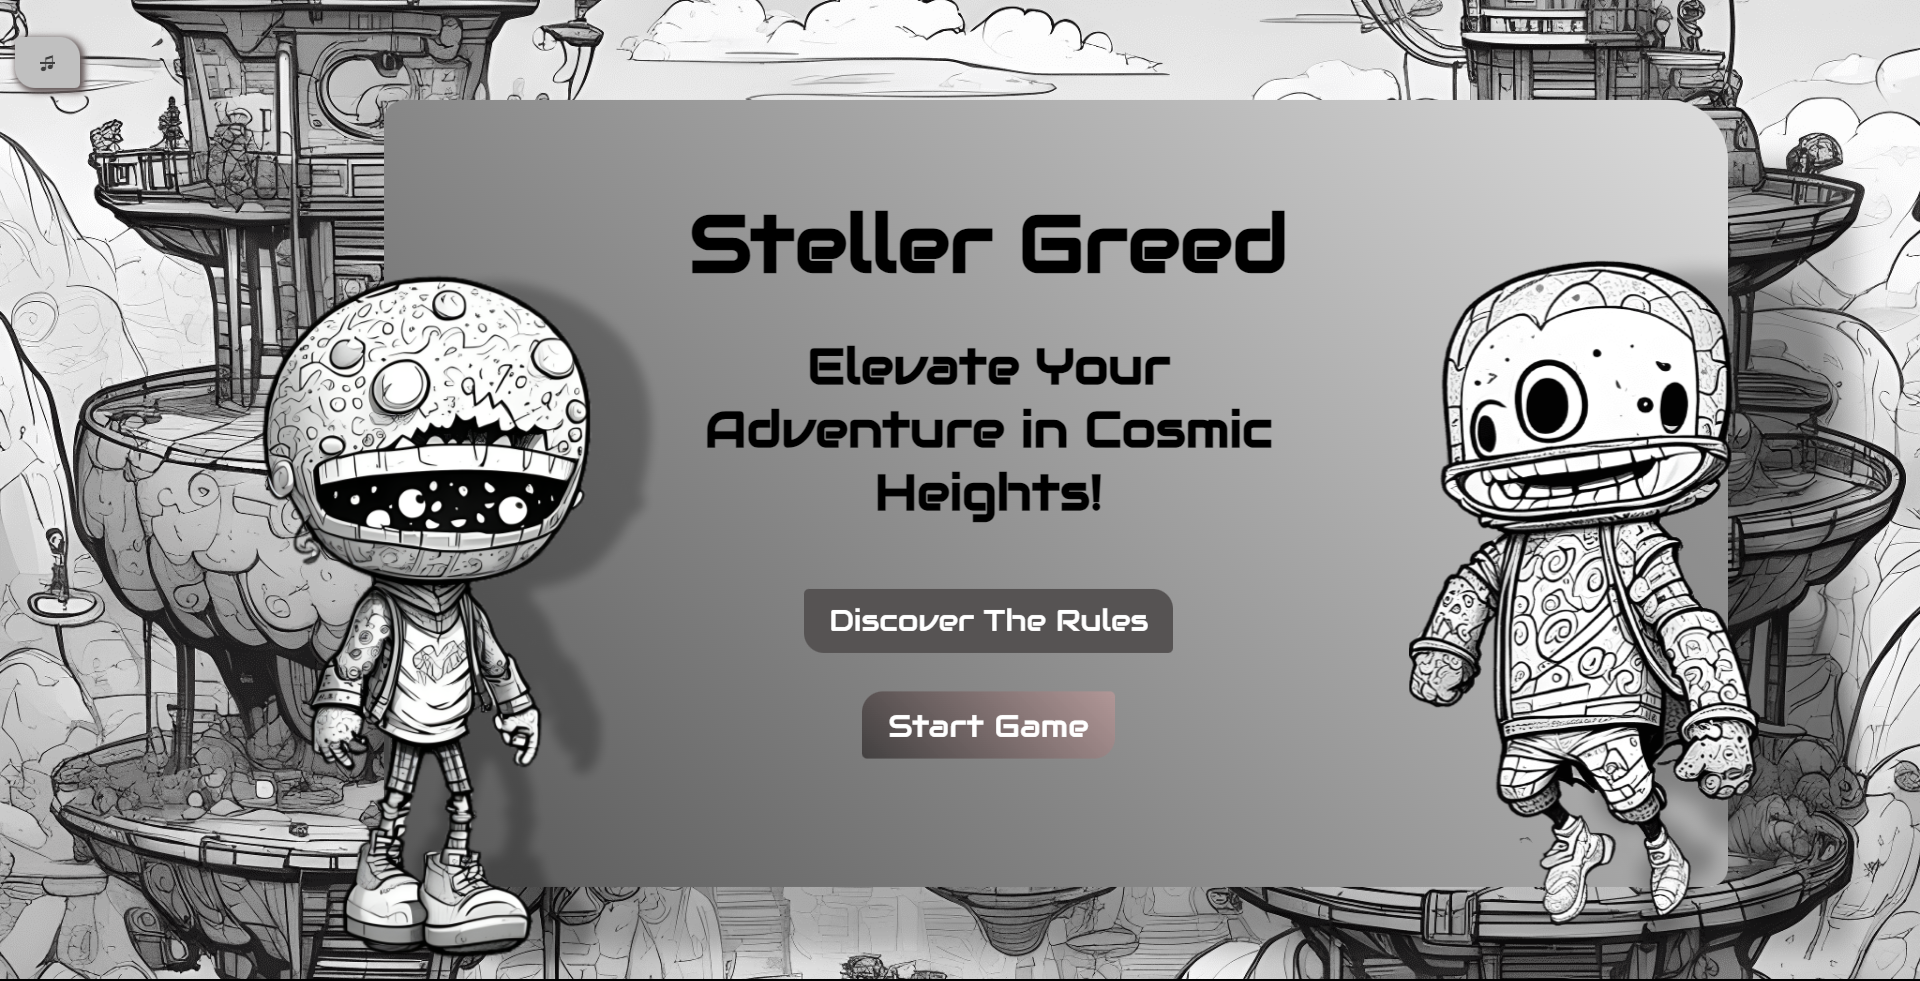 Steller Greed
Elevate Your
Adventure in Cosmic
Heights!
Discover The Rules
Start Game